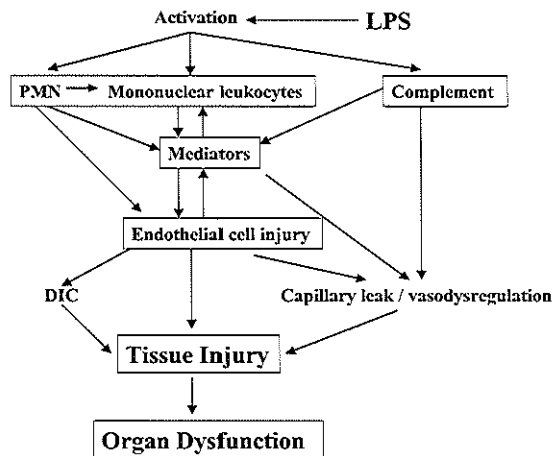 Activation LPS
PMN Mononuclear leukocytes Complement
Mediators
Endothelial cell injury
DIC Capillary leak / vasodysregulation
Tissue Injury
Organ Dysfunction